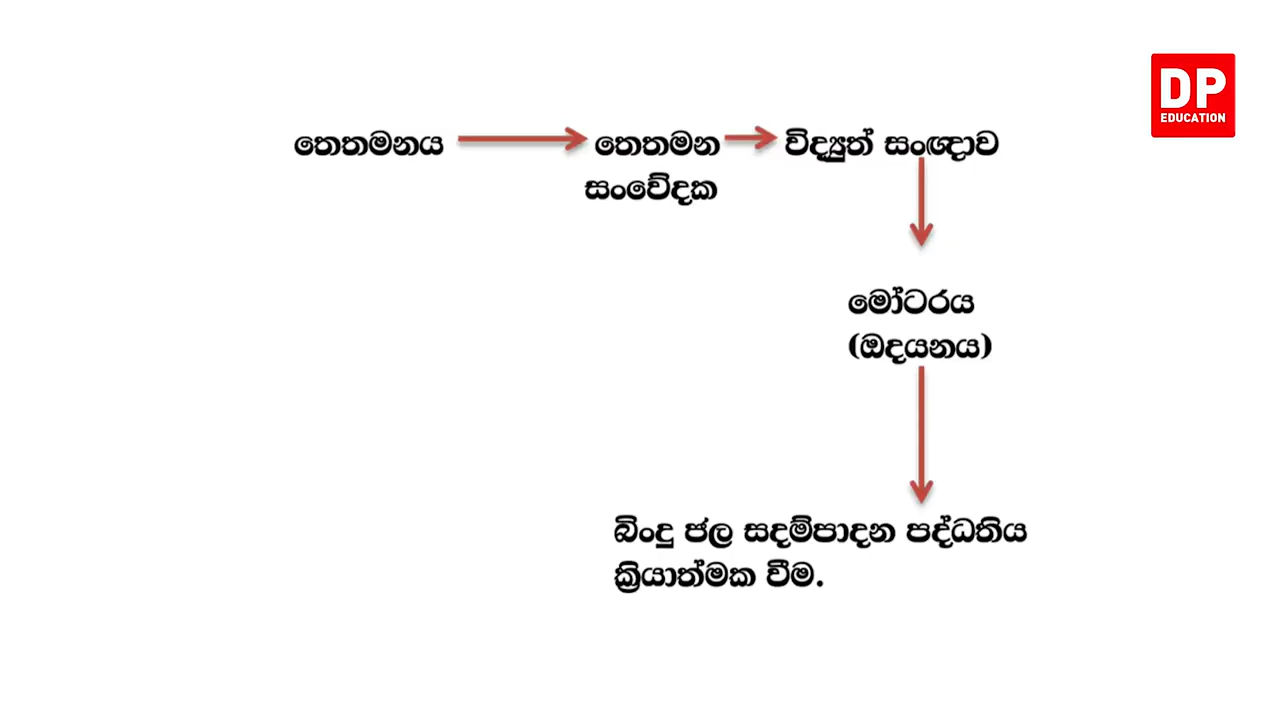 DP
EDUCATION
තෙතමනය තෙතමන විද්‍යුත් සංඥාව
සංවේදක
මෝටරය
(ඔදයනය)
බිංදු ජල සදම්පාදන පද්ධතිය
ක්‍රියාත්මක වීම.